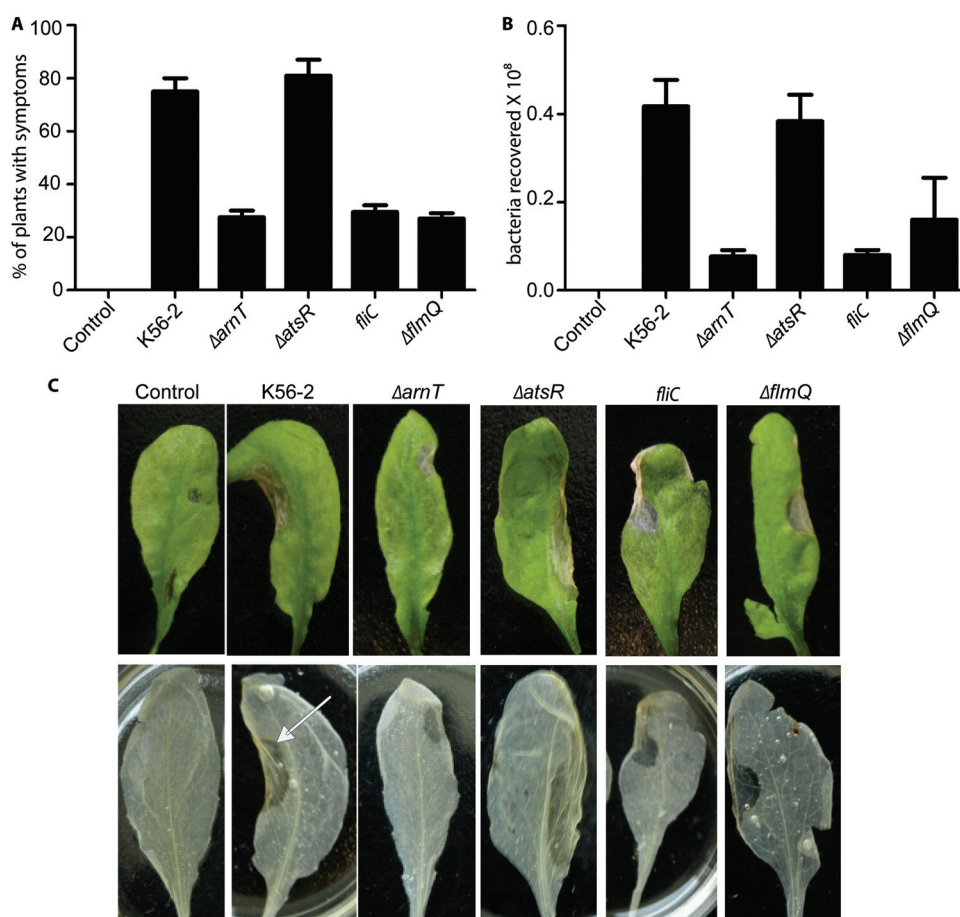 A
% of plants with symptoms
100
80
60
40
20
0
Control
K56-2
ΔarnT
ΔatsR
fliC
ΔflmQ
B
bacteria recovered X 10⁸
0.6
0.4
0.2
0.0
Control
K56-2
ΔarnT
ΔatsR
fliC
ΔflmQ
C
Control
K56-2
ΔarnT
ΔatsR
fliC
ΔflmQ